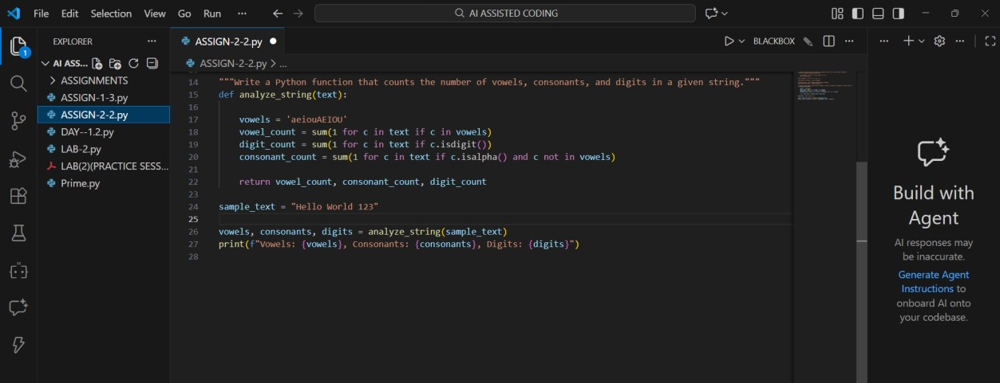 File Edit Selection View Go Run ··· AI ASSISTED CODING
EXPLORER ···
AI ASS...
ASSIGNMENTS
ASSIGN-1-3.py
ASSIGN-2-2.py
DAY--1.2.py
LAB-2.py
LAB(2)(PRACTICE SESS...
Prime.py
1
ASSIGN-2-2.py
BLACKBOX
ASSIGN-2-2.py > ...
14 """Write a Python function that counts the number of vowels, consonants, and digits in a given string."""
15 def analyze_string(text):
16
17     vowels = 'aeiouAEIOU'
18     vowel_count = sum(1 for c in text if c in vowels)
19     digit_count = sum(1 for c in text if c.isdigit())
20     consonant_count = sum(1 for c in text if c.isalpha() and c not in vowels)
21
22     return vowel_count, consonant_count, digit_count
23
24 sample_text = "Hello World 123"
25
26 vowels, consonants, digits = analyze_string(sample_text)
27 print(f"Vowels: {vowels}, Consonants: {consonants}, Digits: {digits}")
28
Build with
Agent
AI responses may
be inaccurate.
Generate Agent
Instructions to
onboard AI onto
your codebase.